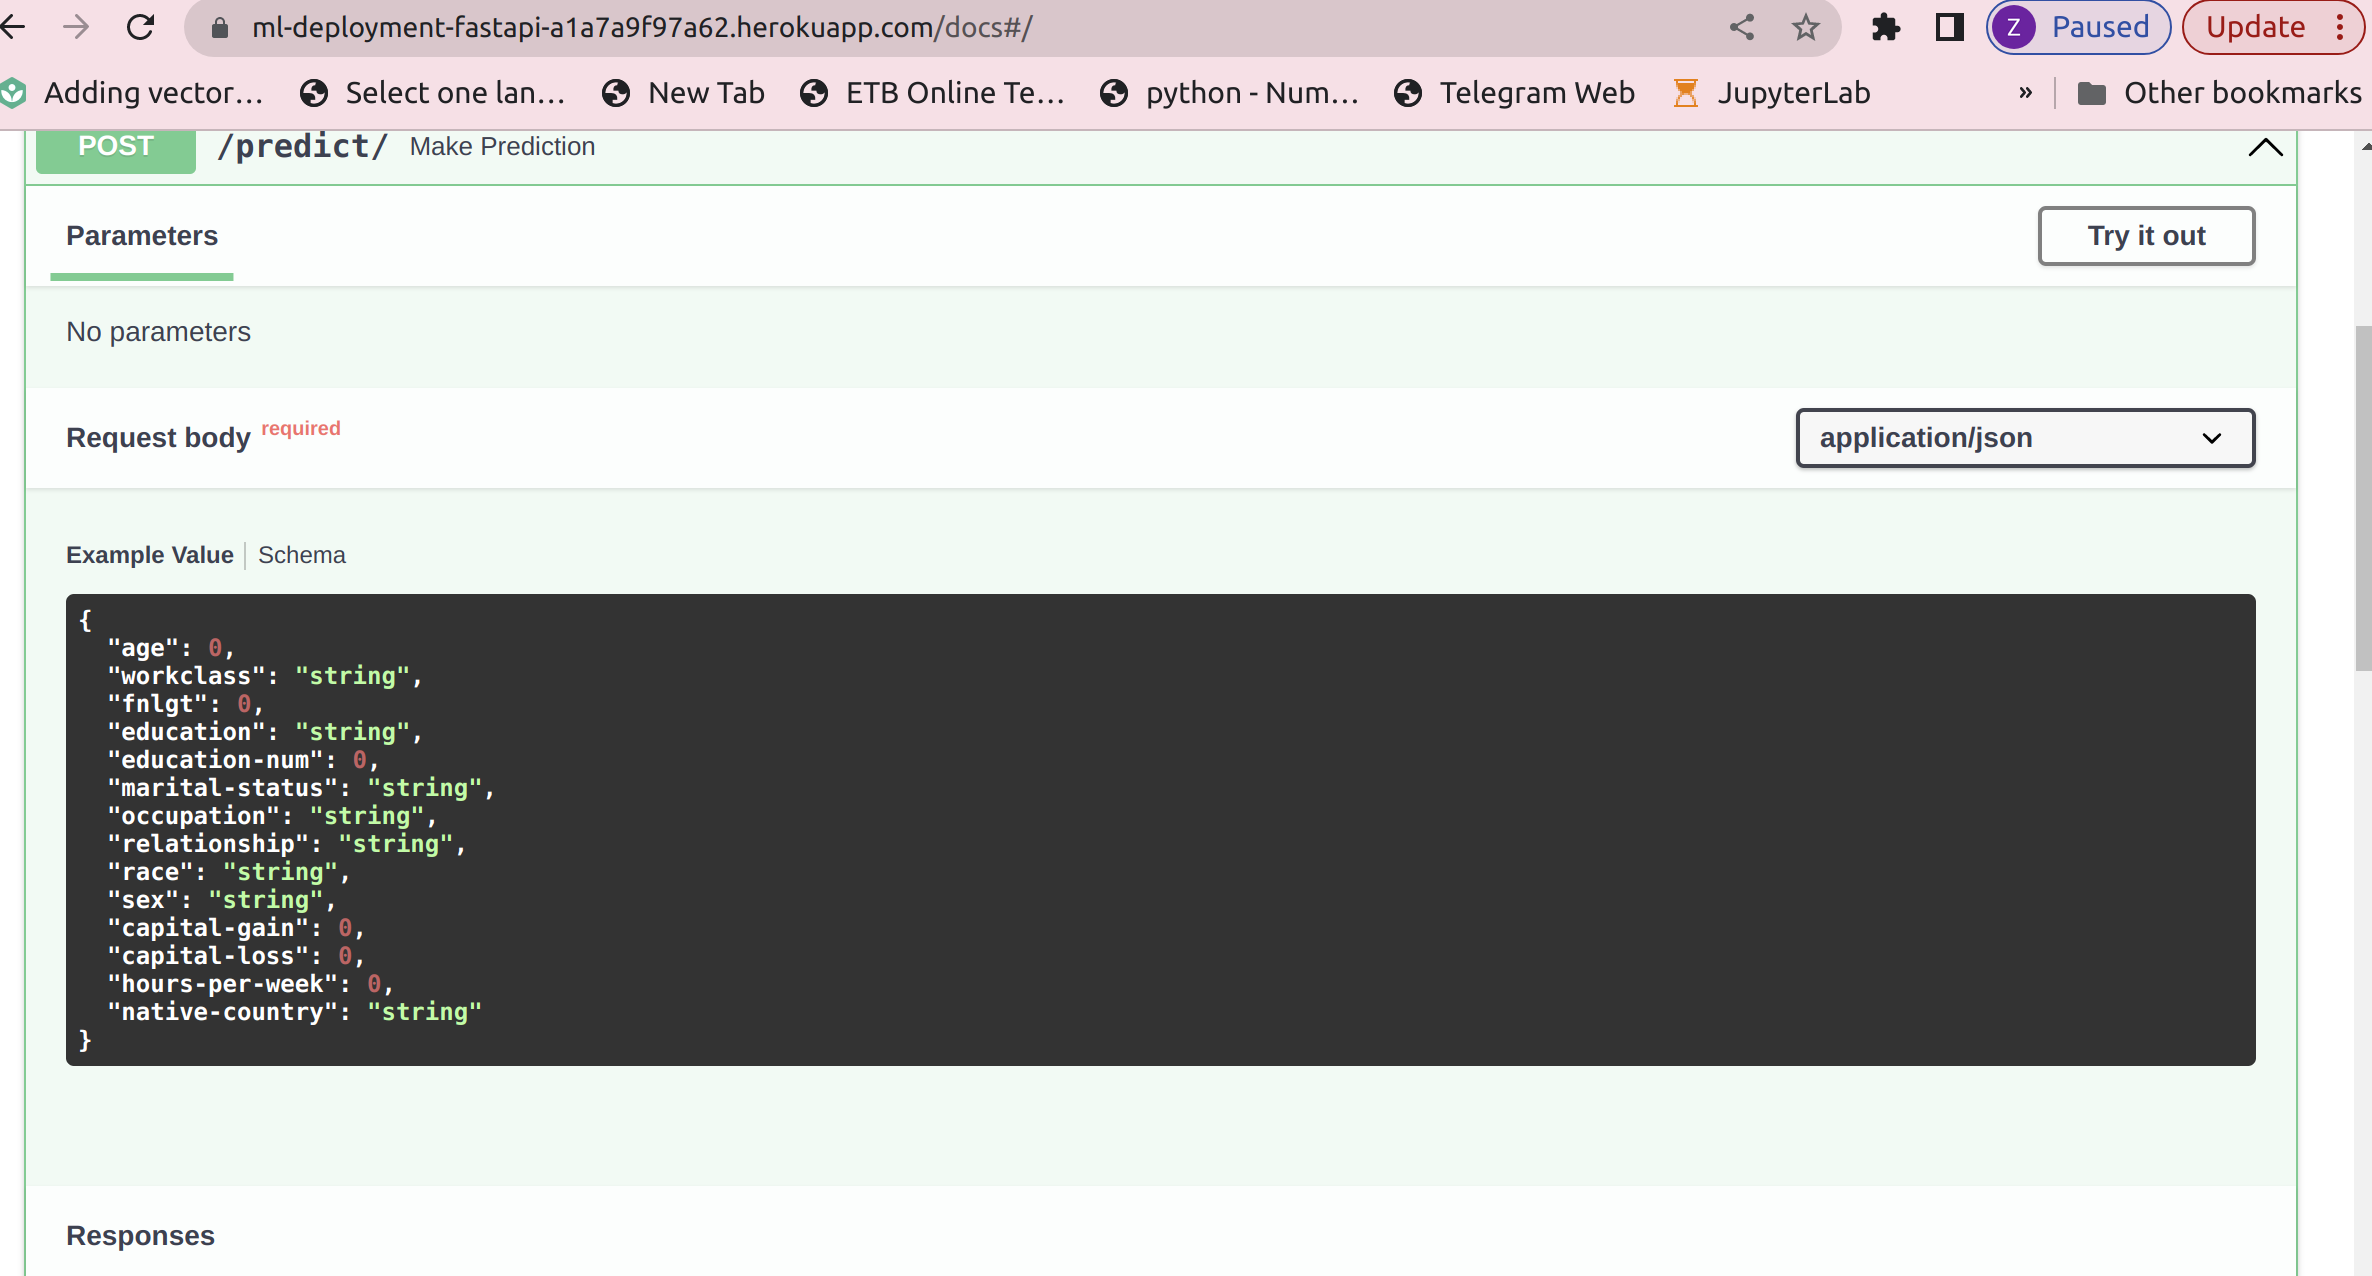 ml-deployment-fastapi-a1a7a9f97a62.herokuapp.com/docs#/
Z Paused Update
Adding vector… Select one lan… New Tab ETB Online Te… python - Num… Telegram Web JupyterLab » Other bookmarks
POST /predict/ Make Prediction
Parameters Try it out
No parameters
Request body required application/json
Example Value Schema
{
"age": 0,
"workclass": "string",
"fnlgt": 0,
"education": "string",
"education-num": 0,
"marital-status": "string",
"occupation": "string",
"relationship": "string",
"race": "string",
"sex": "string",
"capital-gain": 0,
"capital-loss": 0,
"hours-per-week": 0,
"native-country": "string"
}
Responses